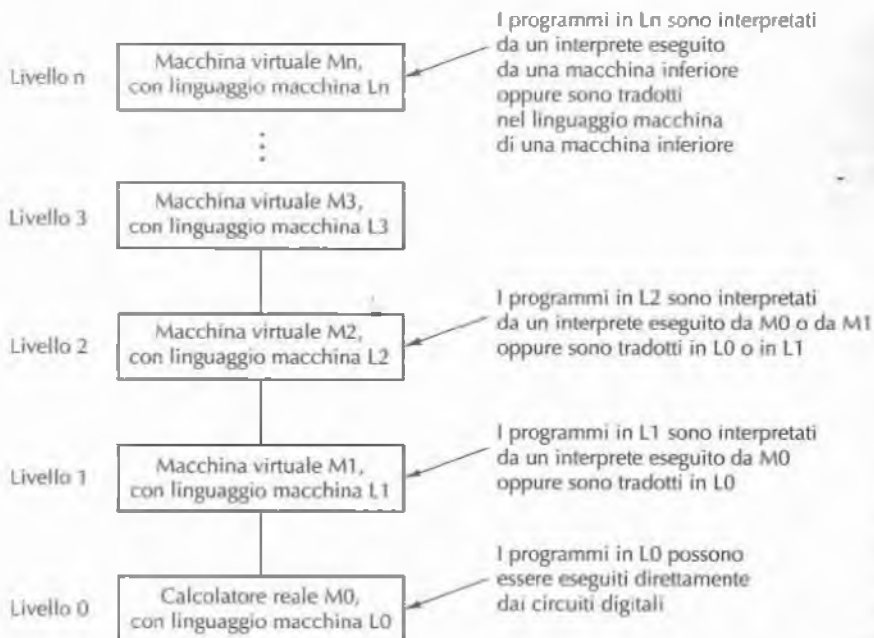 I programmi in Ln sono interpretati
da un interprete eseguito
da una macchina inferiore
oppure sono tradotti
nel linguaggio macchina
di una macchina inferiore
Livello n
Macchina virtuale Mn,
con linguaggio macchina Ln
Livello 3
Macchina virtuale M3,
con linguaggio macchina L3
I programmi in L2 sono interpretati
da un interprete eseguito da M0 o da M1
oppure sono tradotti in L0 o in L1
Livello 2
Macchina virtuale M2,
con linguaggio macchina L2
I programmi in L1 sono interpretati
da un interprete eseguito da M0
oppure sono tradotti in L0
Livello 1
Macchina virtuale M1,
con linguaggio macchina L1
I programmi in L0 possono
essere eseguiti direttamente
dai circuiti digitali
Livello 0
Calcolatore reale M0,
con linguaggio macchina L0